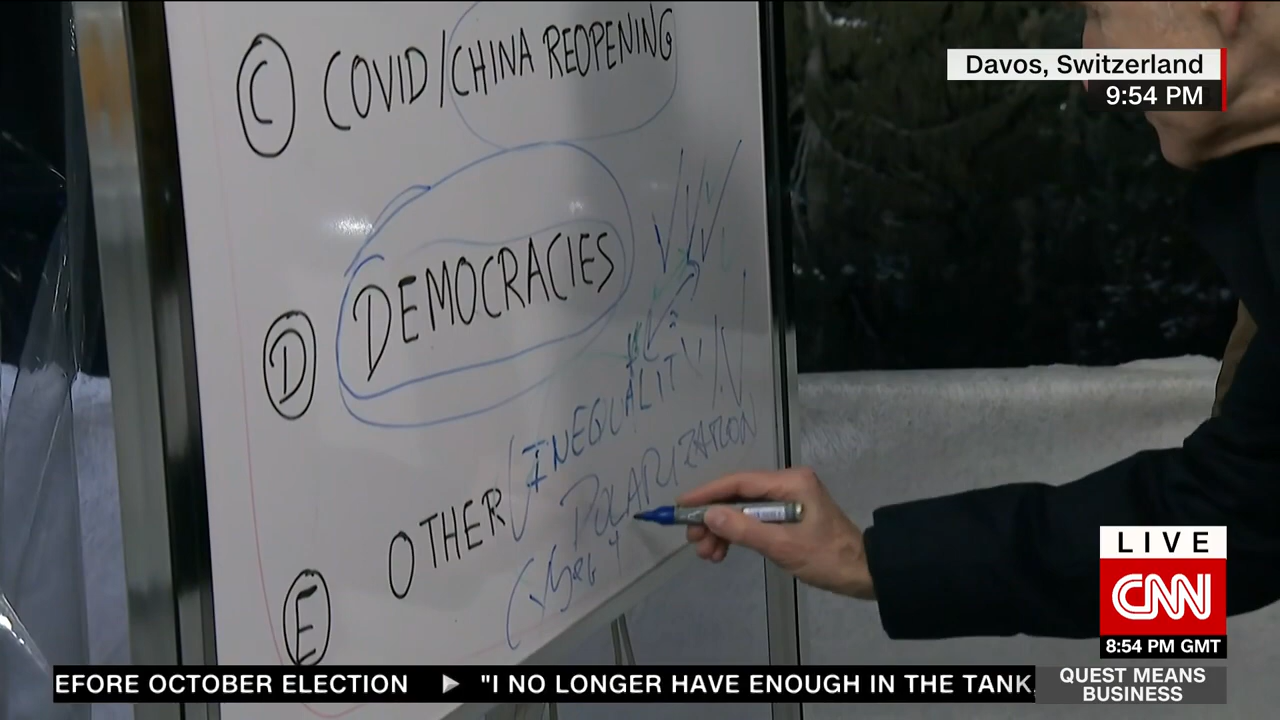 C COVID/CHINA REOPENING
Davos, Switzerland
9:54 PM
D DEMOCRACIES
INEQUALITY
POLARIZATION
E OTHER
LIVE
CNN
8:54 PM GMT
EFORE OCTOBER ELECTION ▶ "I NO LONGER HAVE ENOUGH IN THE TANK
QUEST MEANS
BUSINESS